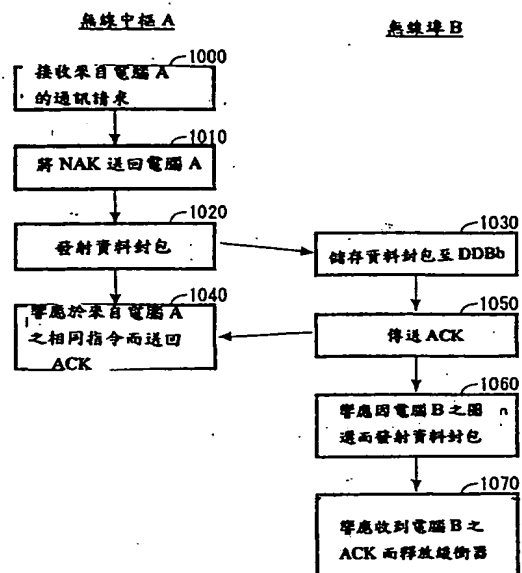 無線中樞 A
無線埠 B
1000
接收來自電腦 A
的通訊請求
1010
將 NAK 送回電腦 A
1020
發射資料封包
1030
儲存資料封包至 DDBb
1040
響應於來自電腦 A
之相同指令而送回
ACK
1050
傳送 ACK
1060
響應因電腦 B 之圈
選而發射資料封包
1070
響應收到電腦 B 之
ACK 而釋放緩衝器